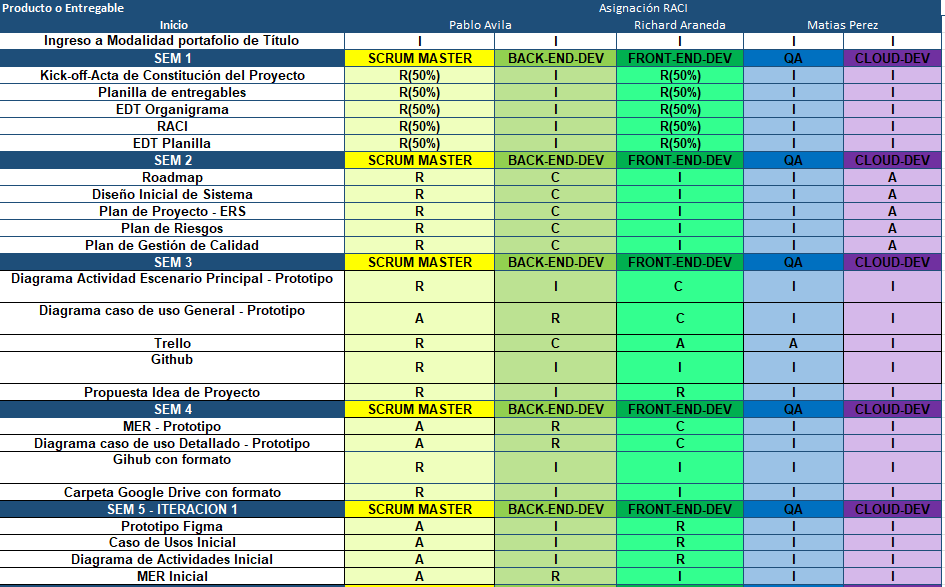 Producto o Entregable Asignación RACI
Inicio Pablo Avila Richard Araneda Matias Perez
Ingreso a Modalidad portafolio de Título I I I I I
SEM 1 SCRUM MASTER BACK-END-DEV FRONT-END-DEV QA CLOUD-DEV
Kick-off-Acta de Constitución del Proyecto R(50%) I R(50%) I I
Planilla de entregables R(50%) I R(50%) I I
EDT Organigrama R(50%) I R(50%) I I
RACI R(50%) I R(50%) I I
EDT Planilla R(50%) I R(50%) I I
SEM 2 SCRUM MASTER BACK-END-DEV FRONT-END-DEV QA CLOUD-DEV
Roadmap R C I I A
Diseño Inicial de Sistema R C I I A
Plan de Proyecto - ERS R C I I A
Plan de Riesgos R C I I A
Plan de Gestión de Calidad R C I I A
SEM 3 SCRUM MASTER BACK-END-DEV FRONT-END-DEV QA CLOUD-DEV
Diagrama Actividad Escenario Principal - Prototipo R I C I I
Diagrama caso de uso General - Prototipo A R C I I
Trello R C A A I
Github R I I I I
Propuesta Idea de Proyecto R I R I I
SEM 4 SCRUM MASTER BACK-END-DEV FRONT-END-DEV QA CLOUD-DEV
MER - Prototipo A R C I I
Diagrama caso de uso Detallado - Prototipo A R C I I
Gihub con formato R I I I I
Carpeta Google Drive con formato R I I I I
SEM 5 - ITERACION 1 SCRUM MASTER BACK-END-DEV FRONT-END-DEV QA CLOUD-DEV
Prototipo Figma A I R I I
Caso de Usos Inicial A I R I I
Diagrama de Actividades Inicial A I R I I
MER Inicial A R I I I